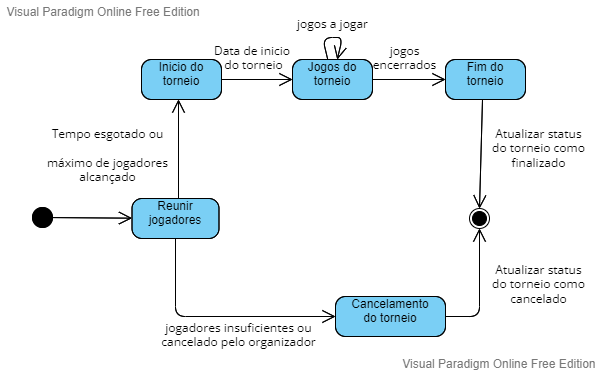 Visual Paradigm Online Free Edition
jogos a jogar
Inicio do
torneio
Data de inicio
do torneio
Jogos do
torneio
jogos
encerrados
Fim do
torneio
Tempo esgotado ou
máximo de jogadores
alcançado
Atualizar status
do torneio como
finalizado
Reunir
jogadores
Atualizar status
do torneio como
cancelado
Cancelamento
do torneio
jogadores insuficientes ou
cancelado pelo organizador
Visual Paradigm Online Free Edition